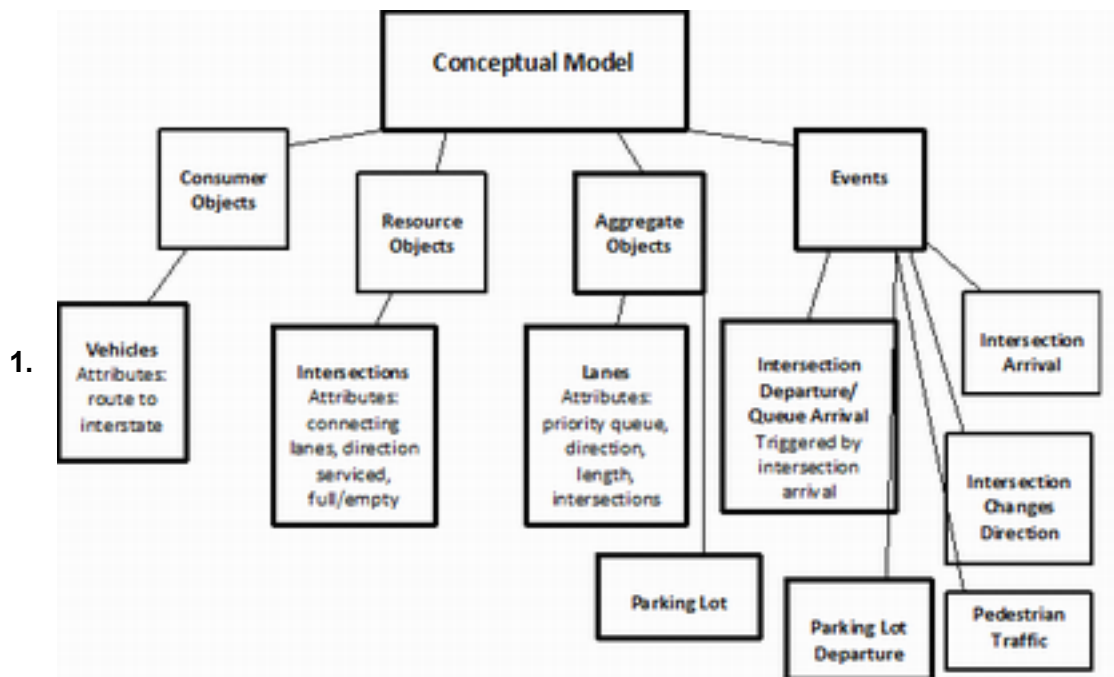 Conceptual Model
Consumer
Objects
Resource
Objects
Aggregate
Objects
Events
1.
Vehicles
Attributes:
route to
interstate
Intersections
Attributes:
connecting
lanes, direction
serviced,
full/empty
Lanes
Attributes:
priority queue,
direction,
length,
intersections
Intersection
Departure/
Queue Arrival
Triggered by
intersection
arrival
Intersection
Arrival
Intersection
Changes
Direction
Parking Lot
Parking Lot
Departure
Pedestrian
Traffic